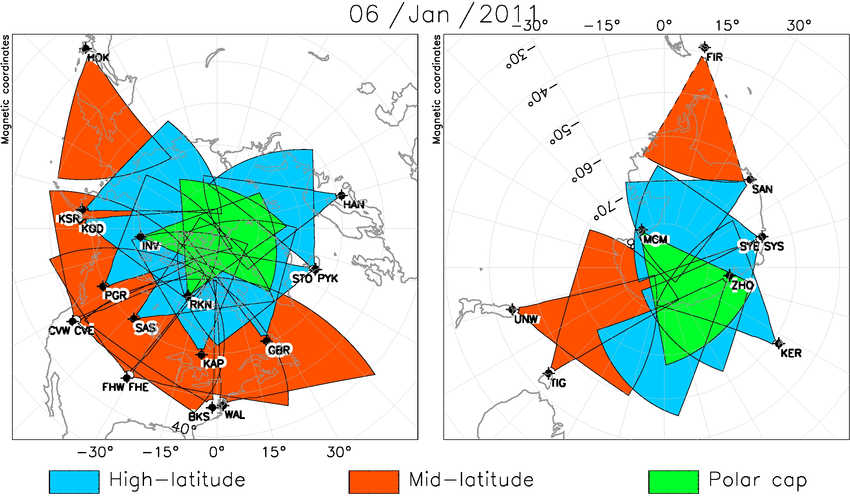 06 /Jan /2011
Magnetic coordinates
HOK
KSR
KOD
INV
HAN
STO PYK
PGR
RKN
SAS
CVW CVE
KAP
GBR
FHW FHE
BKS
WAL
40°
-30° -15° 0° 15° 30°
Magnetic coordinates
-30° -15° 0° 15° 30°
-30°
-40°
-50°
-60°
-70°
FIR
SAN
MCM
SYE SYS
ZHO
UNW
KER
TIG
High-latitude
Mid-latitude
Polar cap